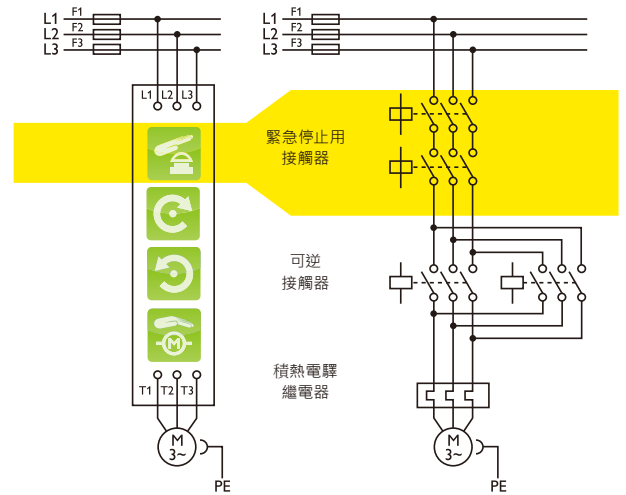 L1 F1
L2 F2
L3 F3
L1 F1
L2 F2
L3 F3
L1 L2 L3
緊急停止用
接觸器
可逆
接觸器
M
積熱電驛
繼電器
T1 T2 T3
M
3~
PE
M
3~
PE